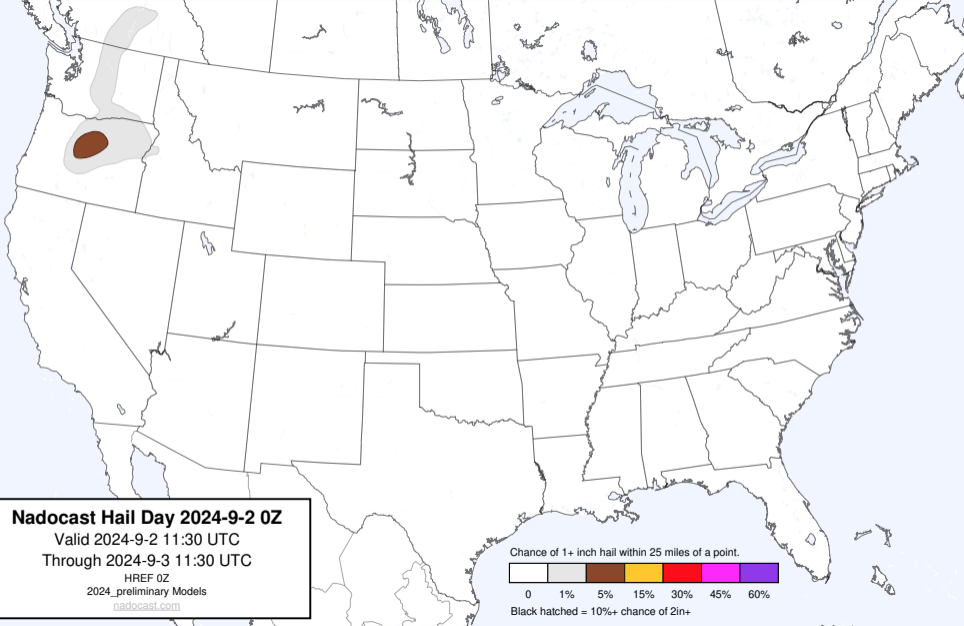 Nadocast Hail Day 2024-9-2 0Z
Valid 2024-9-2 11:30 UTC
Through 2024-9-3 11:30 UTC
HREF 0Z
2024_preliminary Models
nadocast.com
Chance of 1+ inch hail within 25 miles of a point.
0 1% 5% 15% 30% 45% 60%
Black hatched = 10%+ chance of 2in+